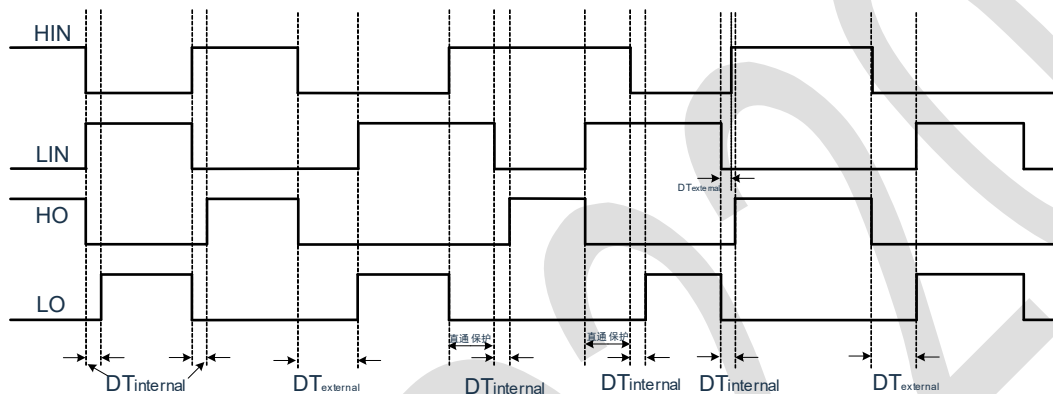 HIN
LIN
DTexternal
HO
LO
直通保护
直通保护
DTinternal
DTexternal
DTinternal
DTinternal
DTinternal
DTexternal